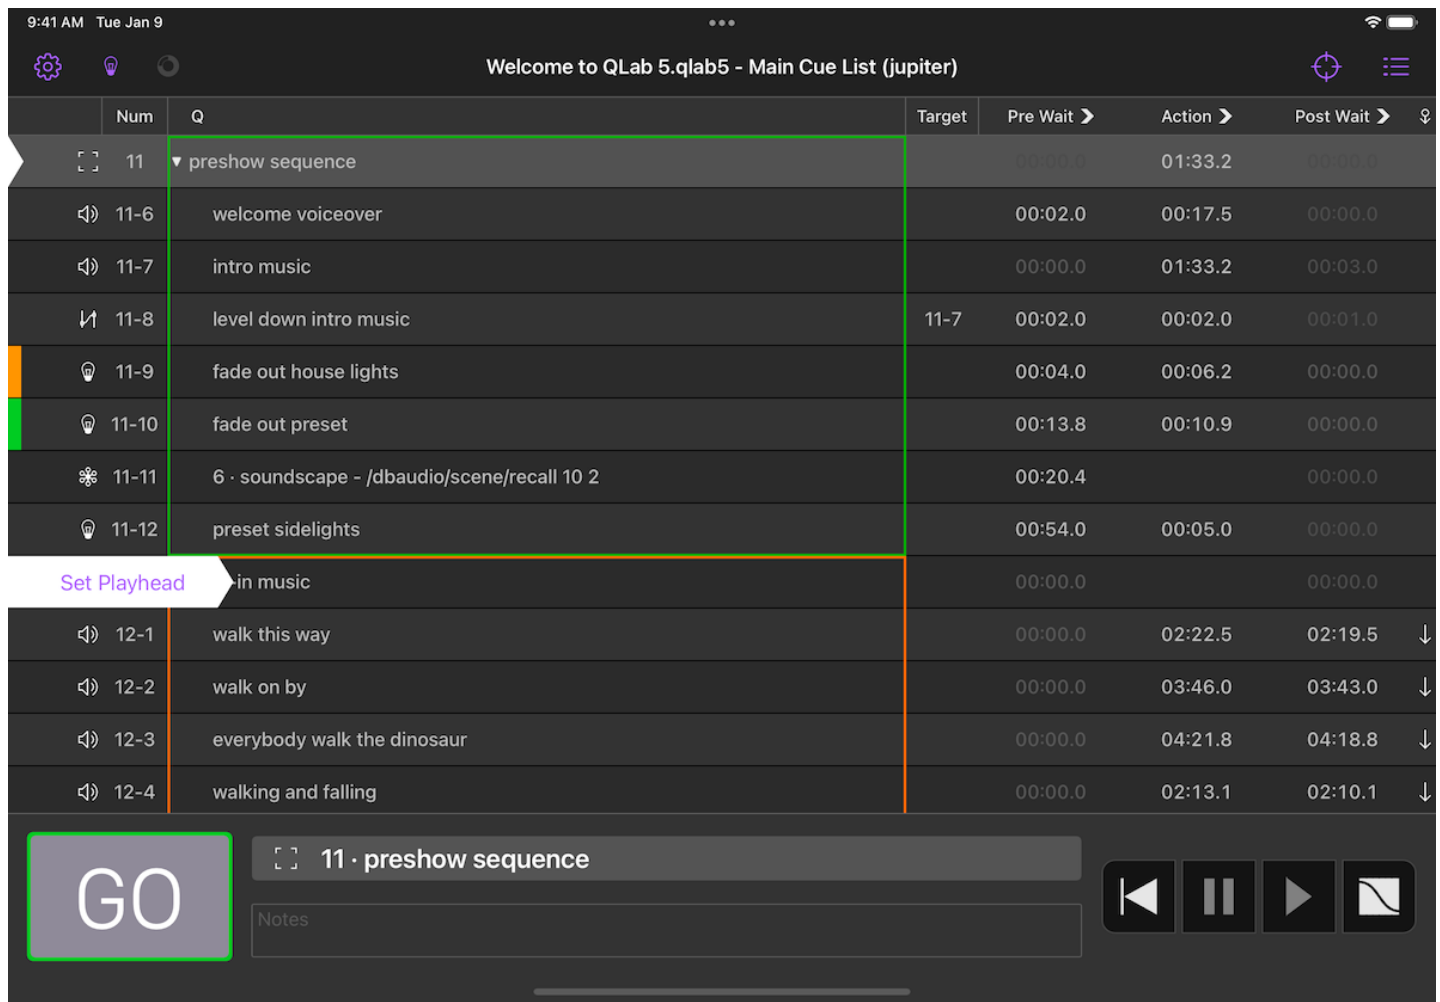 9:41 AM Tue Jan 9
Welcome to QLab 5.qlab5 - Main Cue List (jupiter)
Num Q Target Pre Wait Action Post Wait
11 preshow sequence 00:00.0 01:33.2 00:00.0
11-6 welcome voiceover 00:02.0 00:17.5 00:00.0
11-7 intro music 00:00.0 01:33.2 00:03.0
11-8 level down intro music 11-7 00:02.0 00:02.0 00:01.0
11-9 fade out house lights 00:04.0 00:06.2 00:00.0
11-10 fade out preset 00:13.8 00:10.9 00:00.0
11-11 6 · soundscape - /dbaudio/scene/recall 10 2 00:20.4 00:00.0
11-12 preset sidelights 00:54.0 00:05.0 00:00.0
Set Playhead -in music 00:00.0 00:00.0
12-1 walk this way 00:00.0 02:22.5 02:19.5
12-2 walk on by 00:00.0 03:46.0 03:43.0
12-3 everybody walk the dinosaur 00:00.0 04:21.8 04:18.8
12-4 walking and falling 00:00.0 02:13.1 02:10.1
GO
11 · preshow sequence
Notes